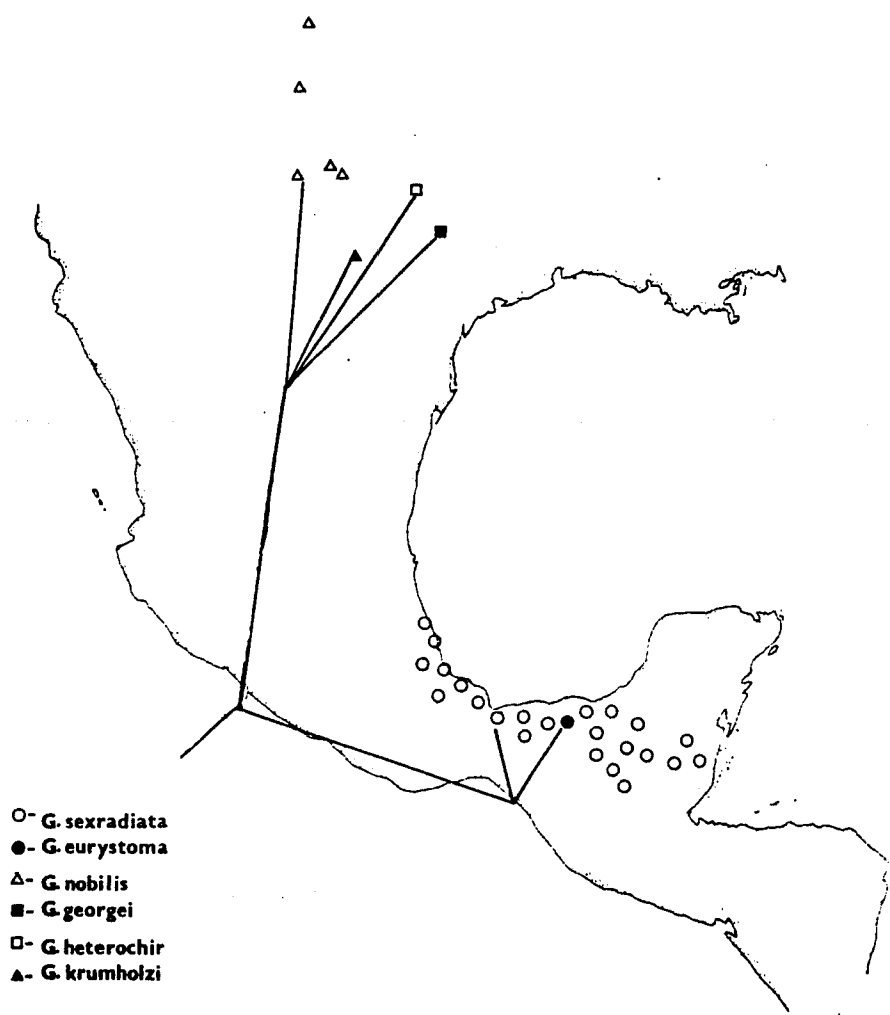 O- G. sexradiata
●- G. eurystoma
△- G. nobilis
■- G. georgei
□- G. heterochir
▲- G. krumholzi